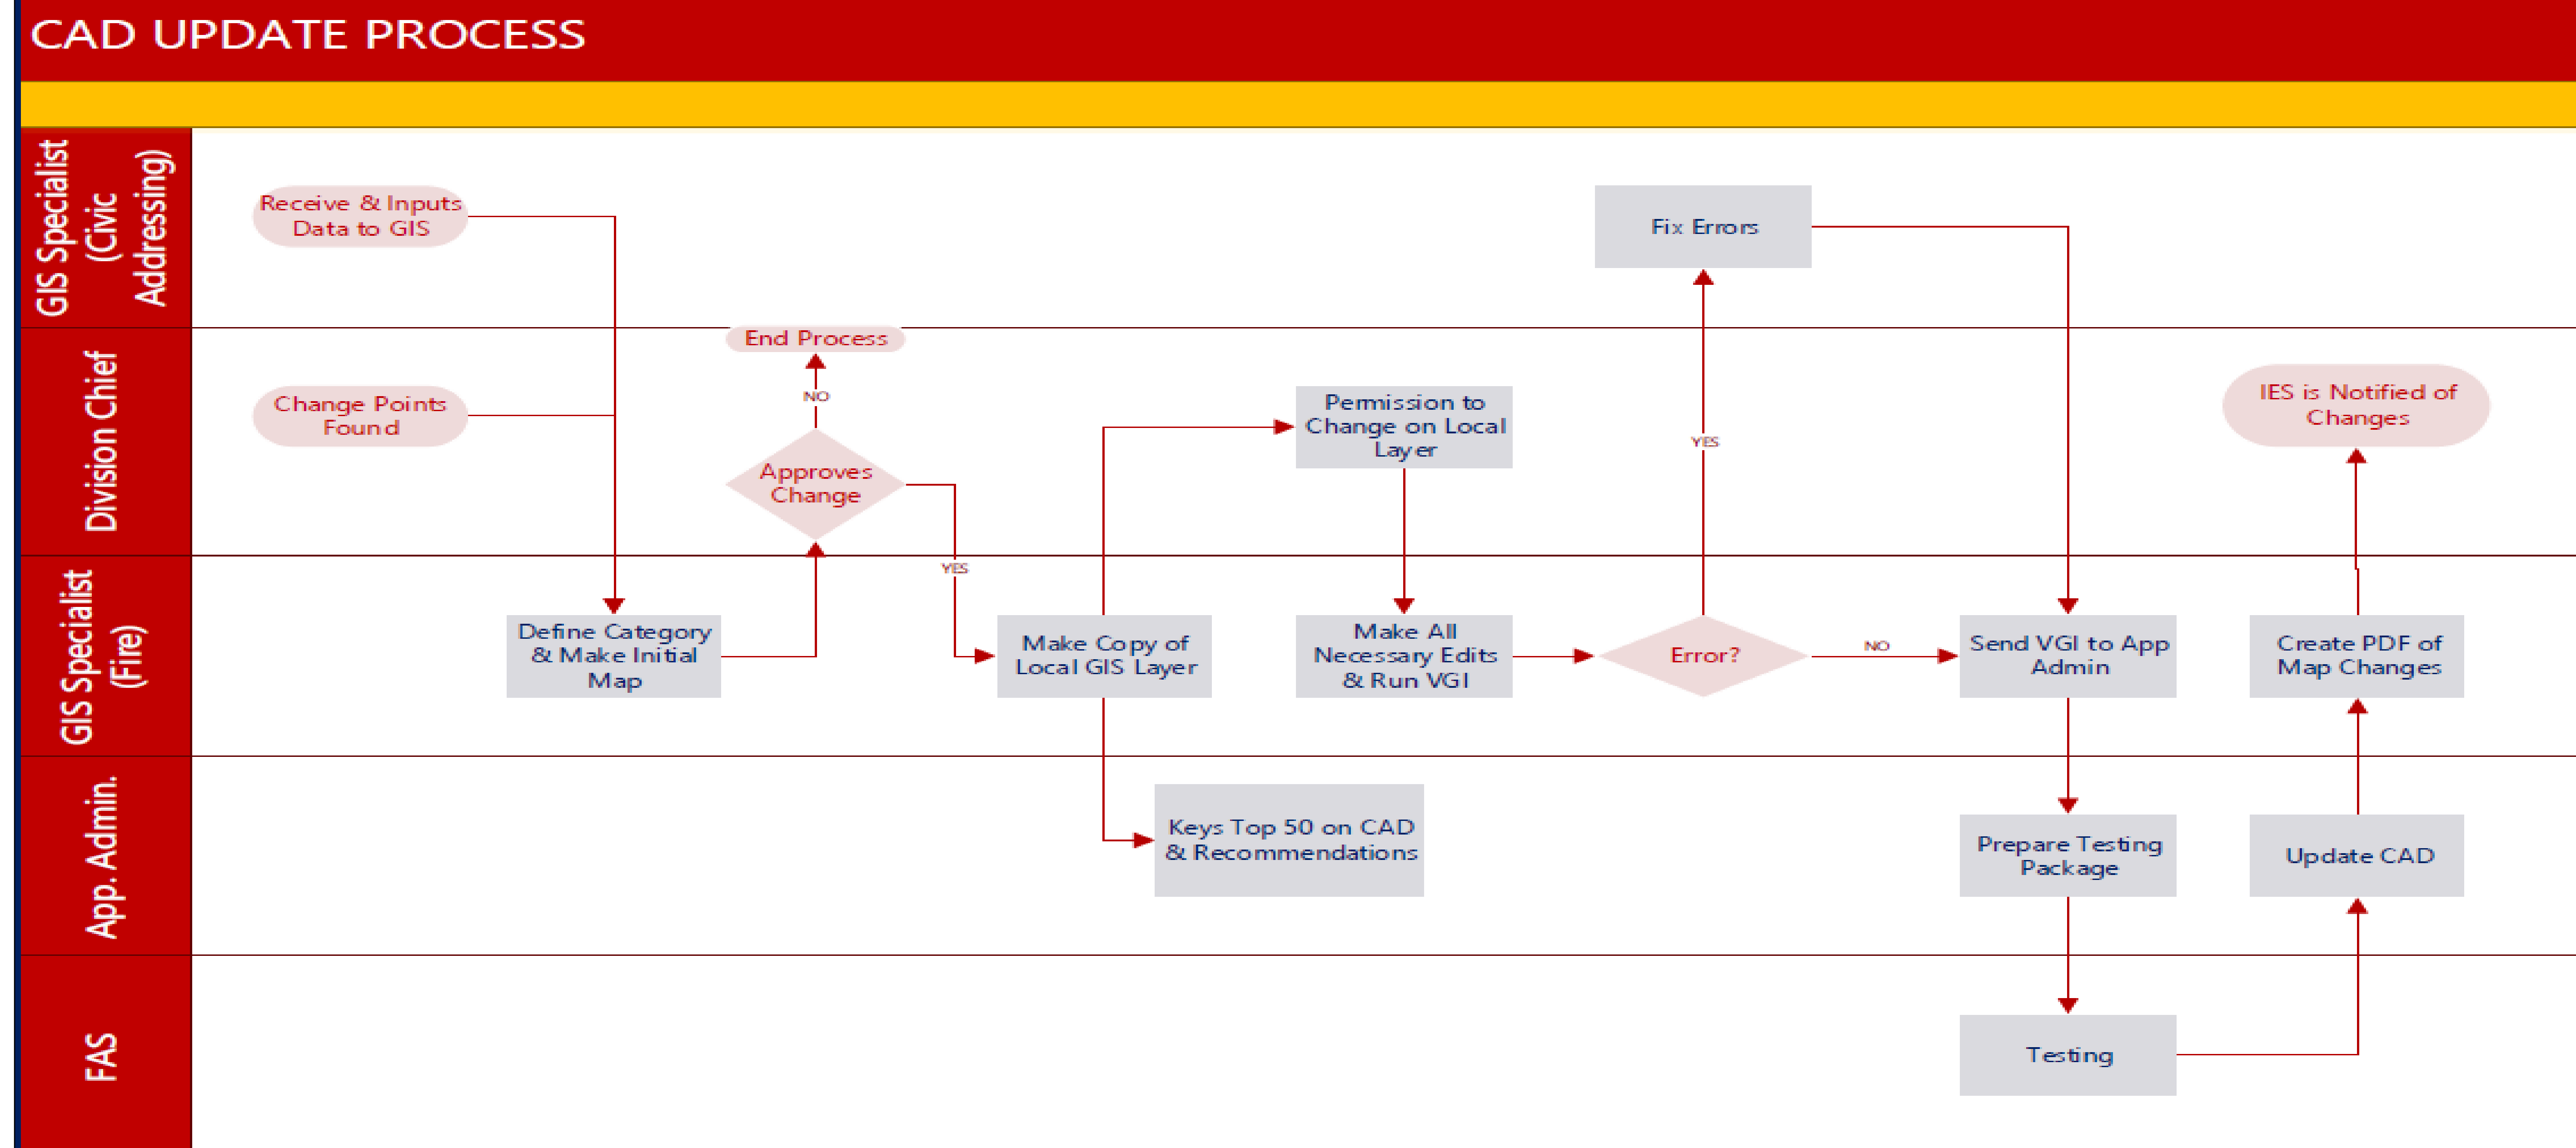 CAD UPDATE PROCESS
GIS Specialist
(Civic
Addressing)
Receive & Inputs
Data to GIS
Fix Errors
Division Chief
End Process
NO
Change Points
Found
Approves
Change
YES
Permission to
Change on Local
Layer
YES
IES is Notified of
Changes
GIS Specialist
(Fire)
Define Category
& Make Initial
Map
Make Copy of
Local GIS Layer
Make All
Necessary Edits
& Run VGI
Error?
NO
Send VGI to App
Admin
Create PDF of
Map Changes
App. Admin.
Keys Top 50 on CAD
& Recommendations
Prepare Testing
Package
Update CAD
FAS
Testing